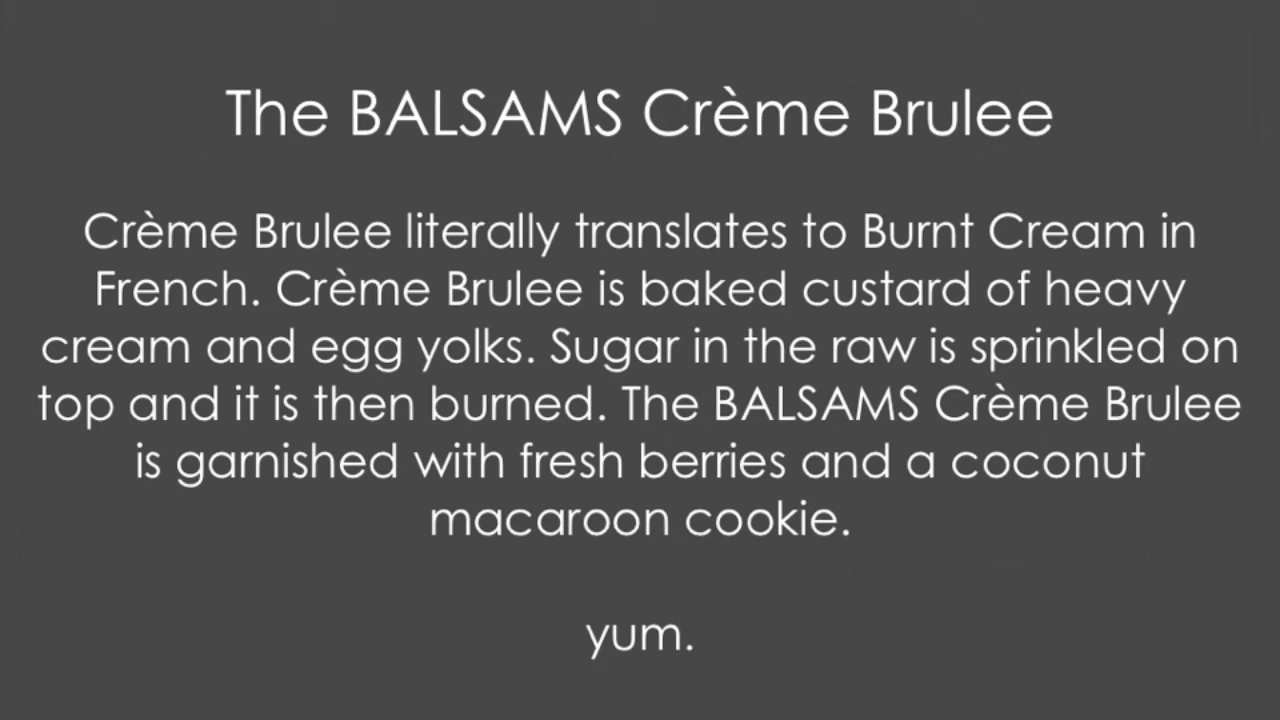 The BALSAMS Crème Brulee
Crème Brulee literally translates to Burnt Cream in
French. Crème Brulee is baked custard of heavy
cream and egg yolks. Sugar in the raw is sprinkled on
top and it is then burned. The BALSAMS Crème Brulee
is garnished with fresh berries and a coconut
macaroon cookie.
yum.